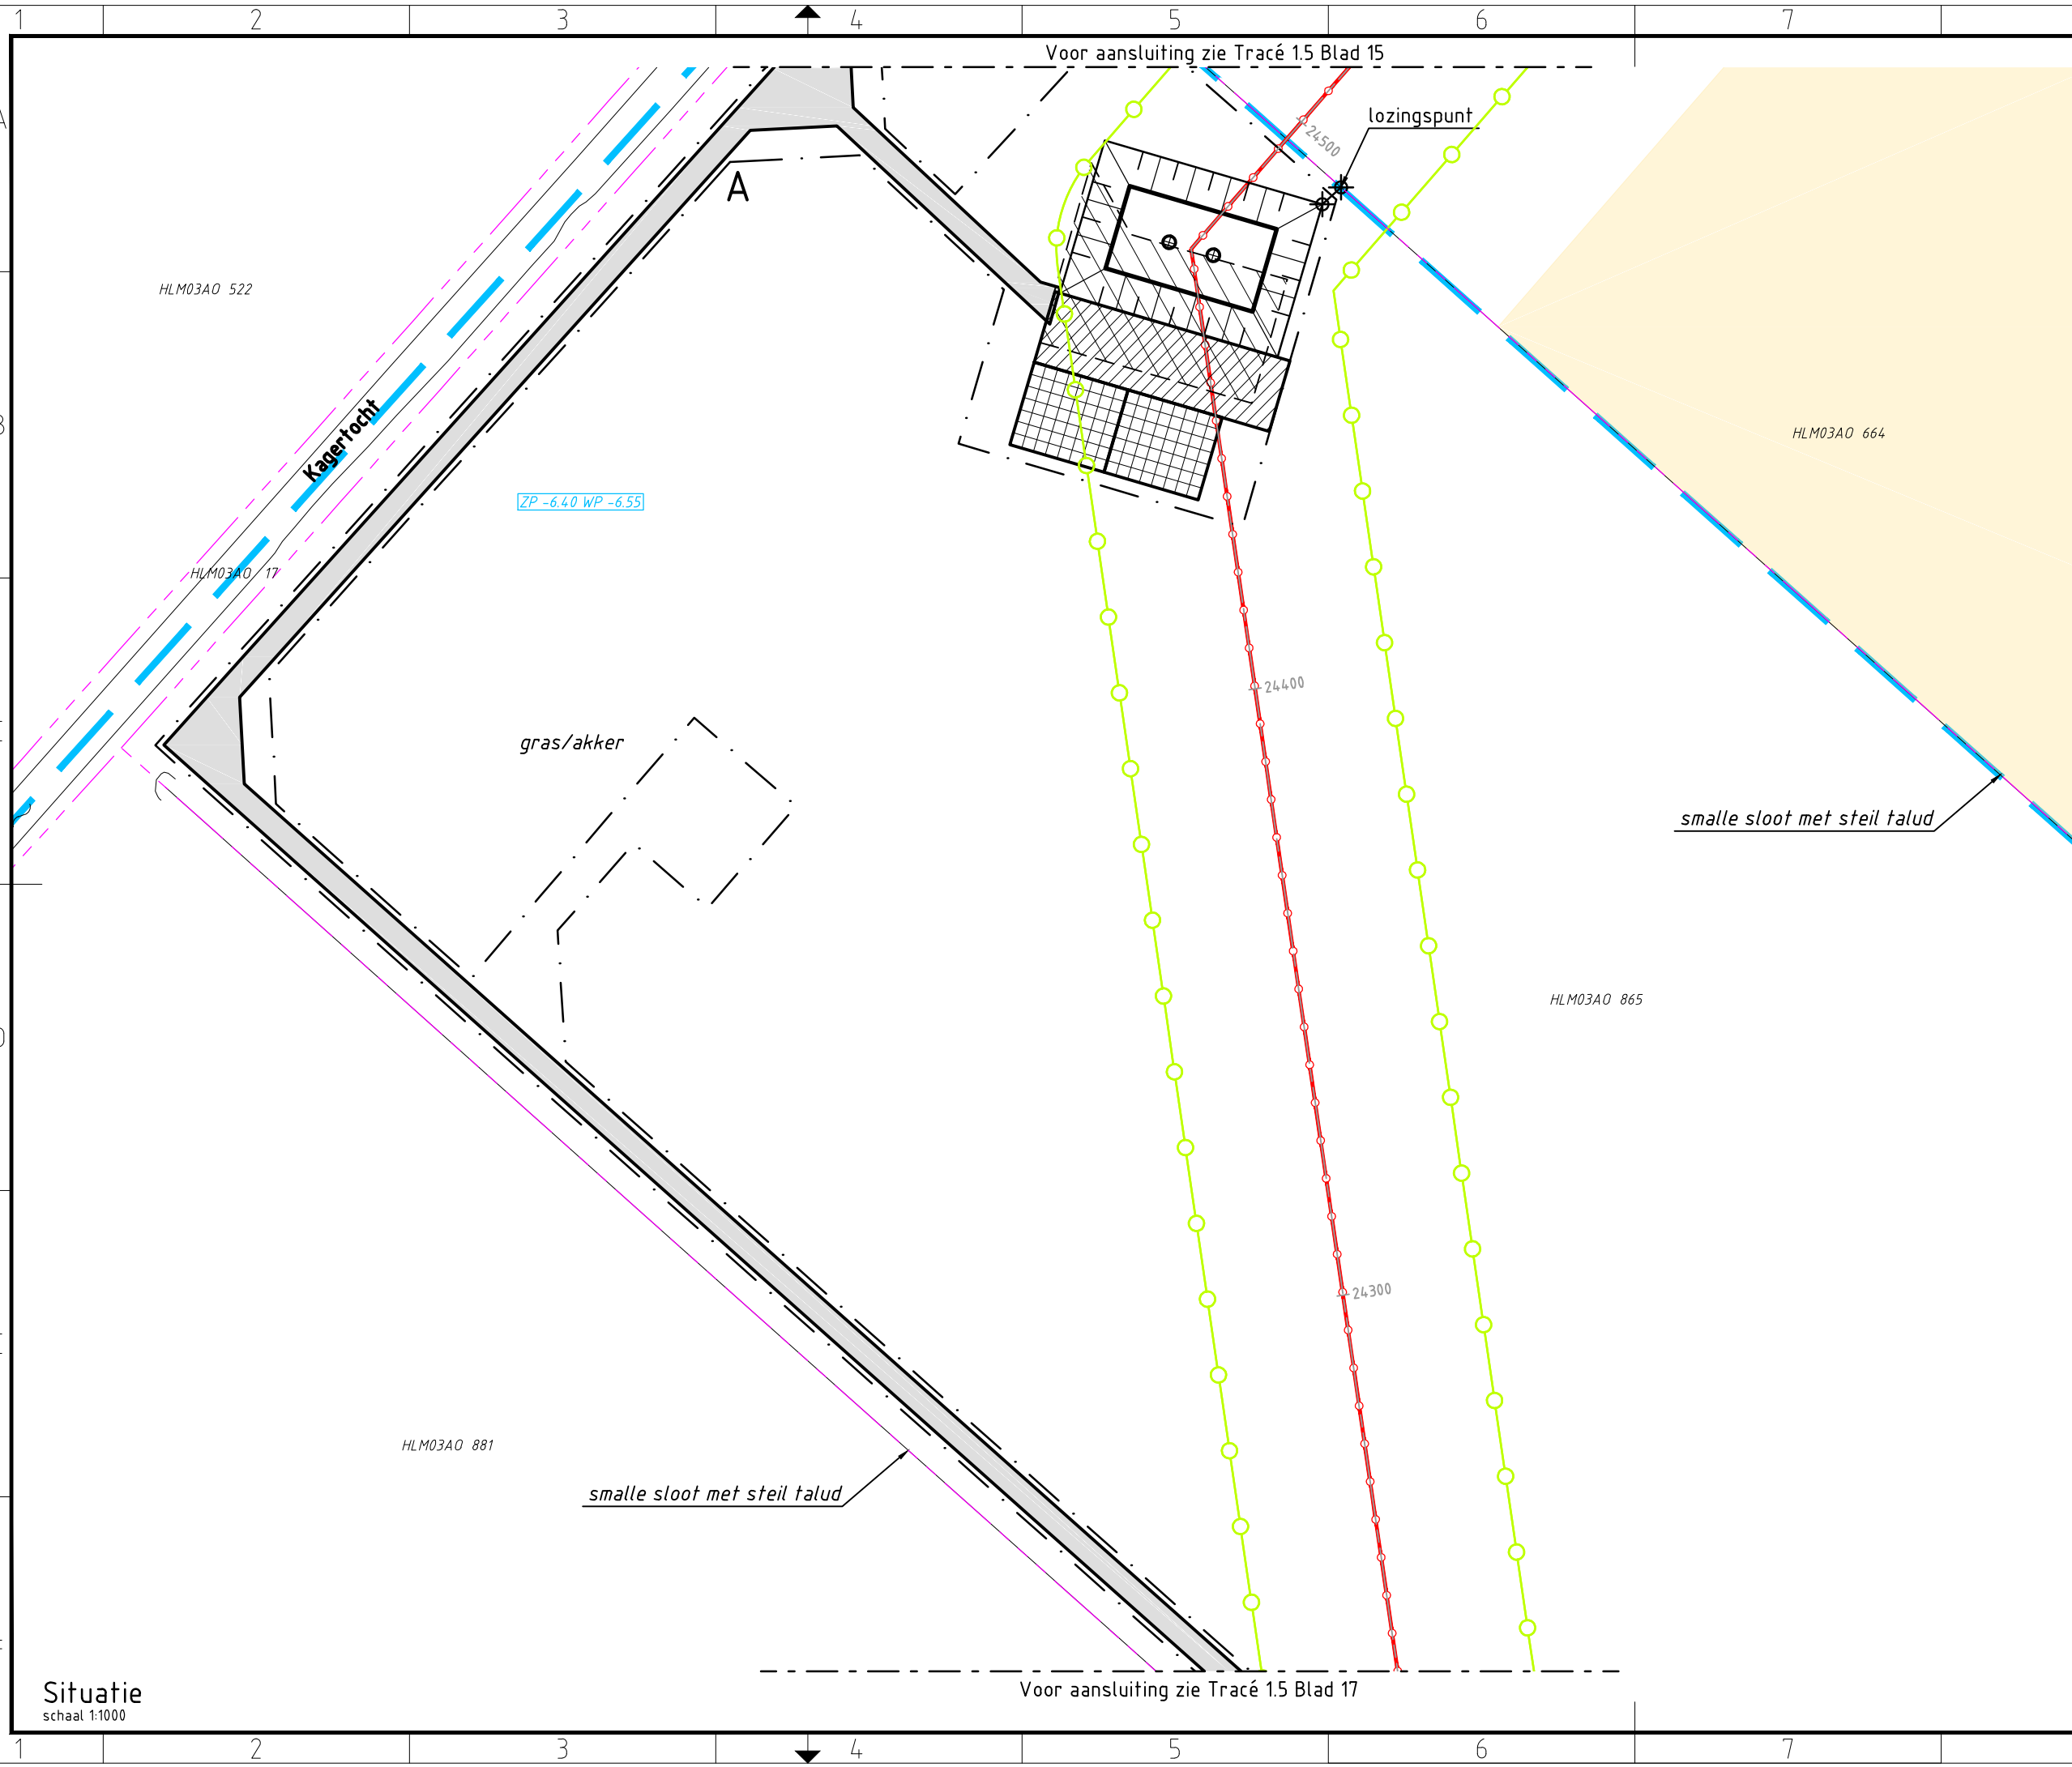 1 2 3 4 5 6 7
Voor aansluiting zie Tracé 1.5 Blad 15
lozingspunt
24500
A
HLM03AO 522
Kagertocht
HLM03AO 664
ZP -6.40 WP -6.55
HLM03AO 17
24400
gras/akker
smalle sloot met steil talud
HLM03AO 865
24300
HLM03AO 881
smalle sloot met steil talud
Situatie
schaal 1:1000
Voor aansluiting zie Tracé 1.5 Blad 17
1 2 3 4 5 6 7